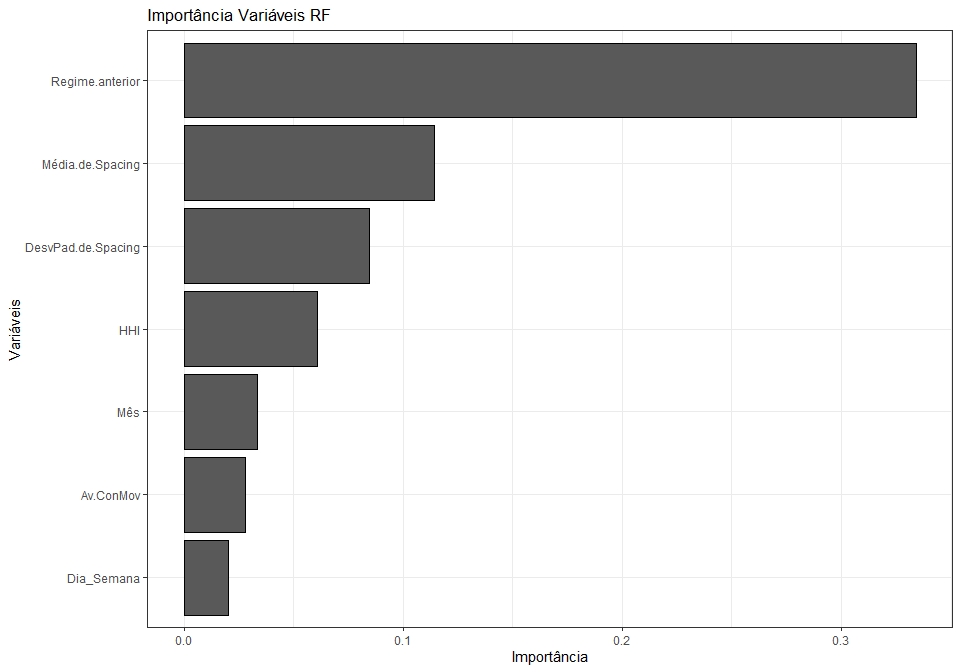 Importância Variáveis RF
Variáveis
Regime.anterior
Média.de.Spacing
DesvPad.de.Spacing
HHI
Mês
Av.ConMov
Dia_Semana
0.0 0.1 0.2 0.3
Importância